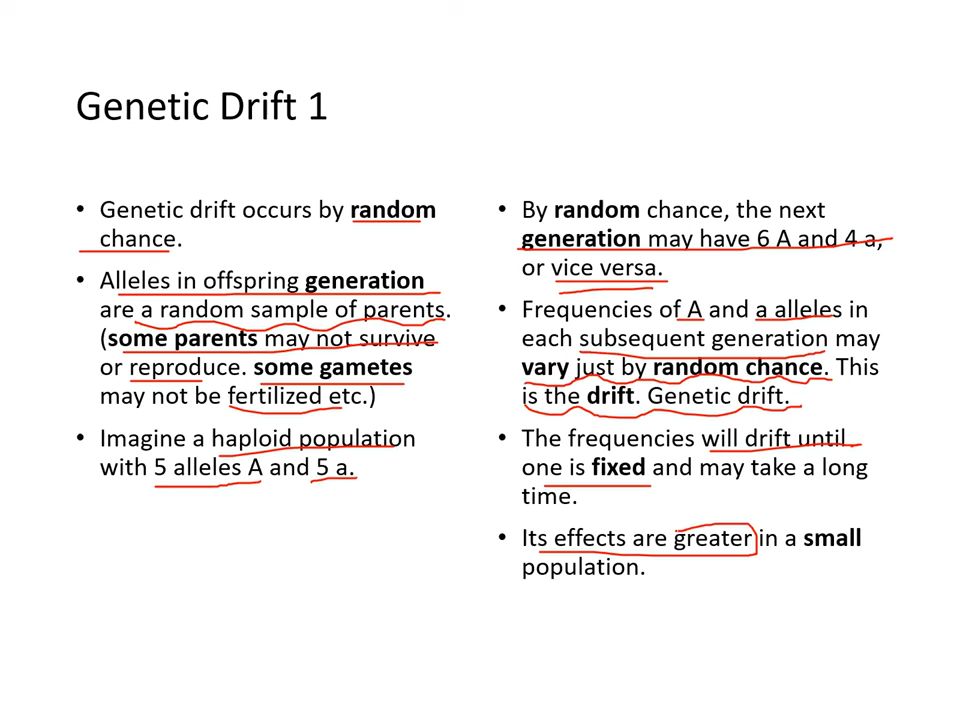 Genetic Drift 1
• Genetic drift occurs by random
chance.
• Alleles in offspring generation
are a random sample of parents.
(some parents may not survive
or reproduce. some gametes
may not be fertilized etc.)
• Imagine a haploid population
with 5 alleles A and 5 a.
• By random chance, the next
generation may have 6 A and 4 a,
or vice versa.
• Frequencies of A and a alleles in
each subsequent generation may
vary just by random chance. This
is the drift. Genetic drift.
• The frequencies will drift until
one is fixed and may take a long
time.
• Its effects are greater in a small
population.